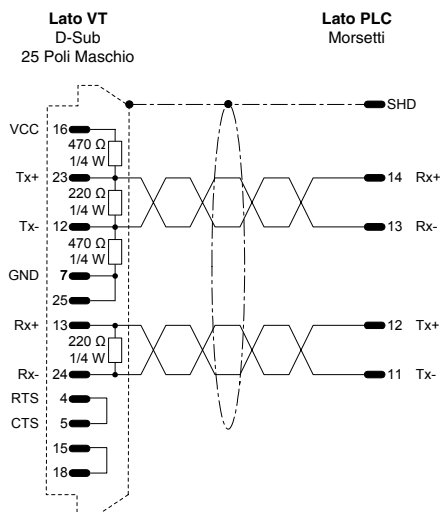 Lato VT
D-Sub
25 Poli Maschio
Lato PLC
Morsetti
SHD
VCC 16
470 Ω
1/4 W
Tx+ 23
14 Rx+
220 Ω
1/4 W
Tx- 12
13 Rx-
470 Ω
1/4 W
GND 7
25
Rx+ 13
12 Tx+
220 Ω
1/4 W
Rx- 24
11 Tx-
RTS 4
CTS 5
15
18